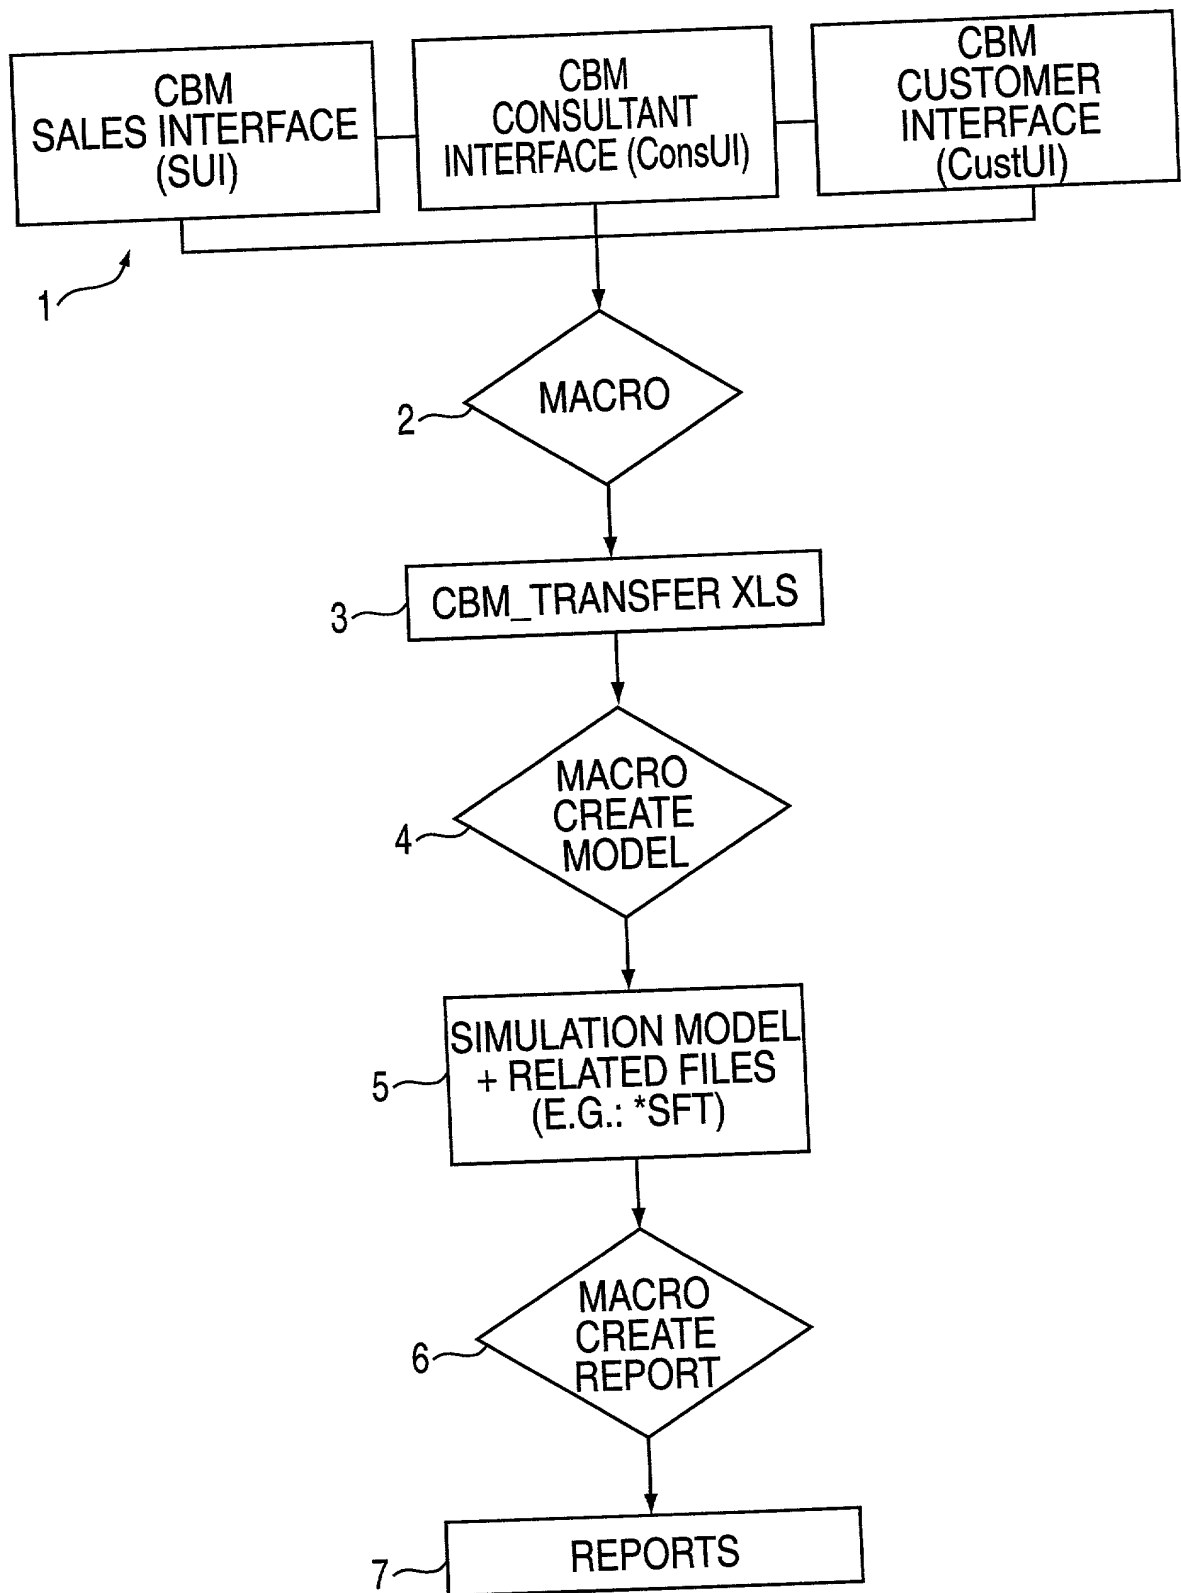 CBM
SALES INTERFACE
(SUI)
CBM
CONSULTANT
INTERFACE (ConsUI)
CBM
CUSTOMER
INTERFACE
(CustUI)
1
MACRO
2
CBM_TRANSFER XLS
3
MACRO
CREATE
MODEL
4
SIMULATION MODEL
+ RELATED FILES
(E.G.: *SFT)
5
MACRO
CREATE
REPORT
6
REPORTS
7